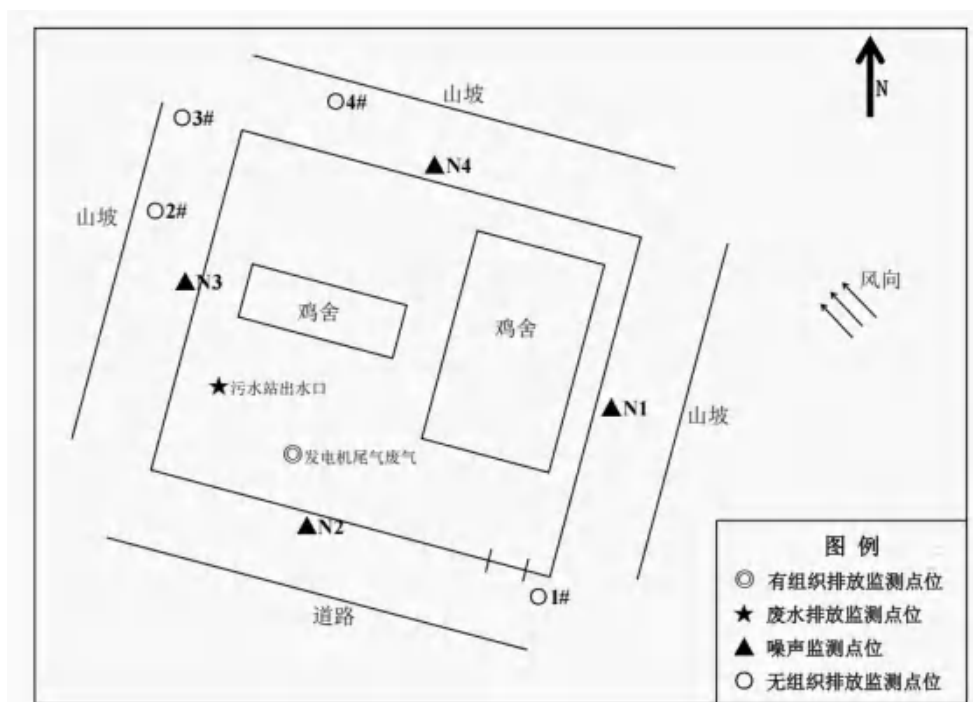 山坡
4#
3#
N
N4
山坡
2#
风向
N3
鸡舍
鸡舍
污水站出水口
N1
山坡
发电机尾气废气
N2
1#
道路
图 例
有组织排放监测点位
废水排放监测点位
噪声监测点位
无组织排放监测点位